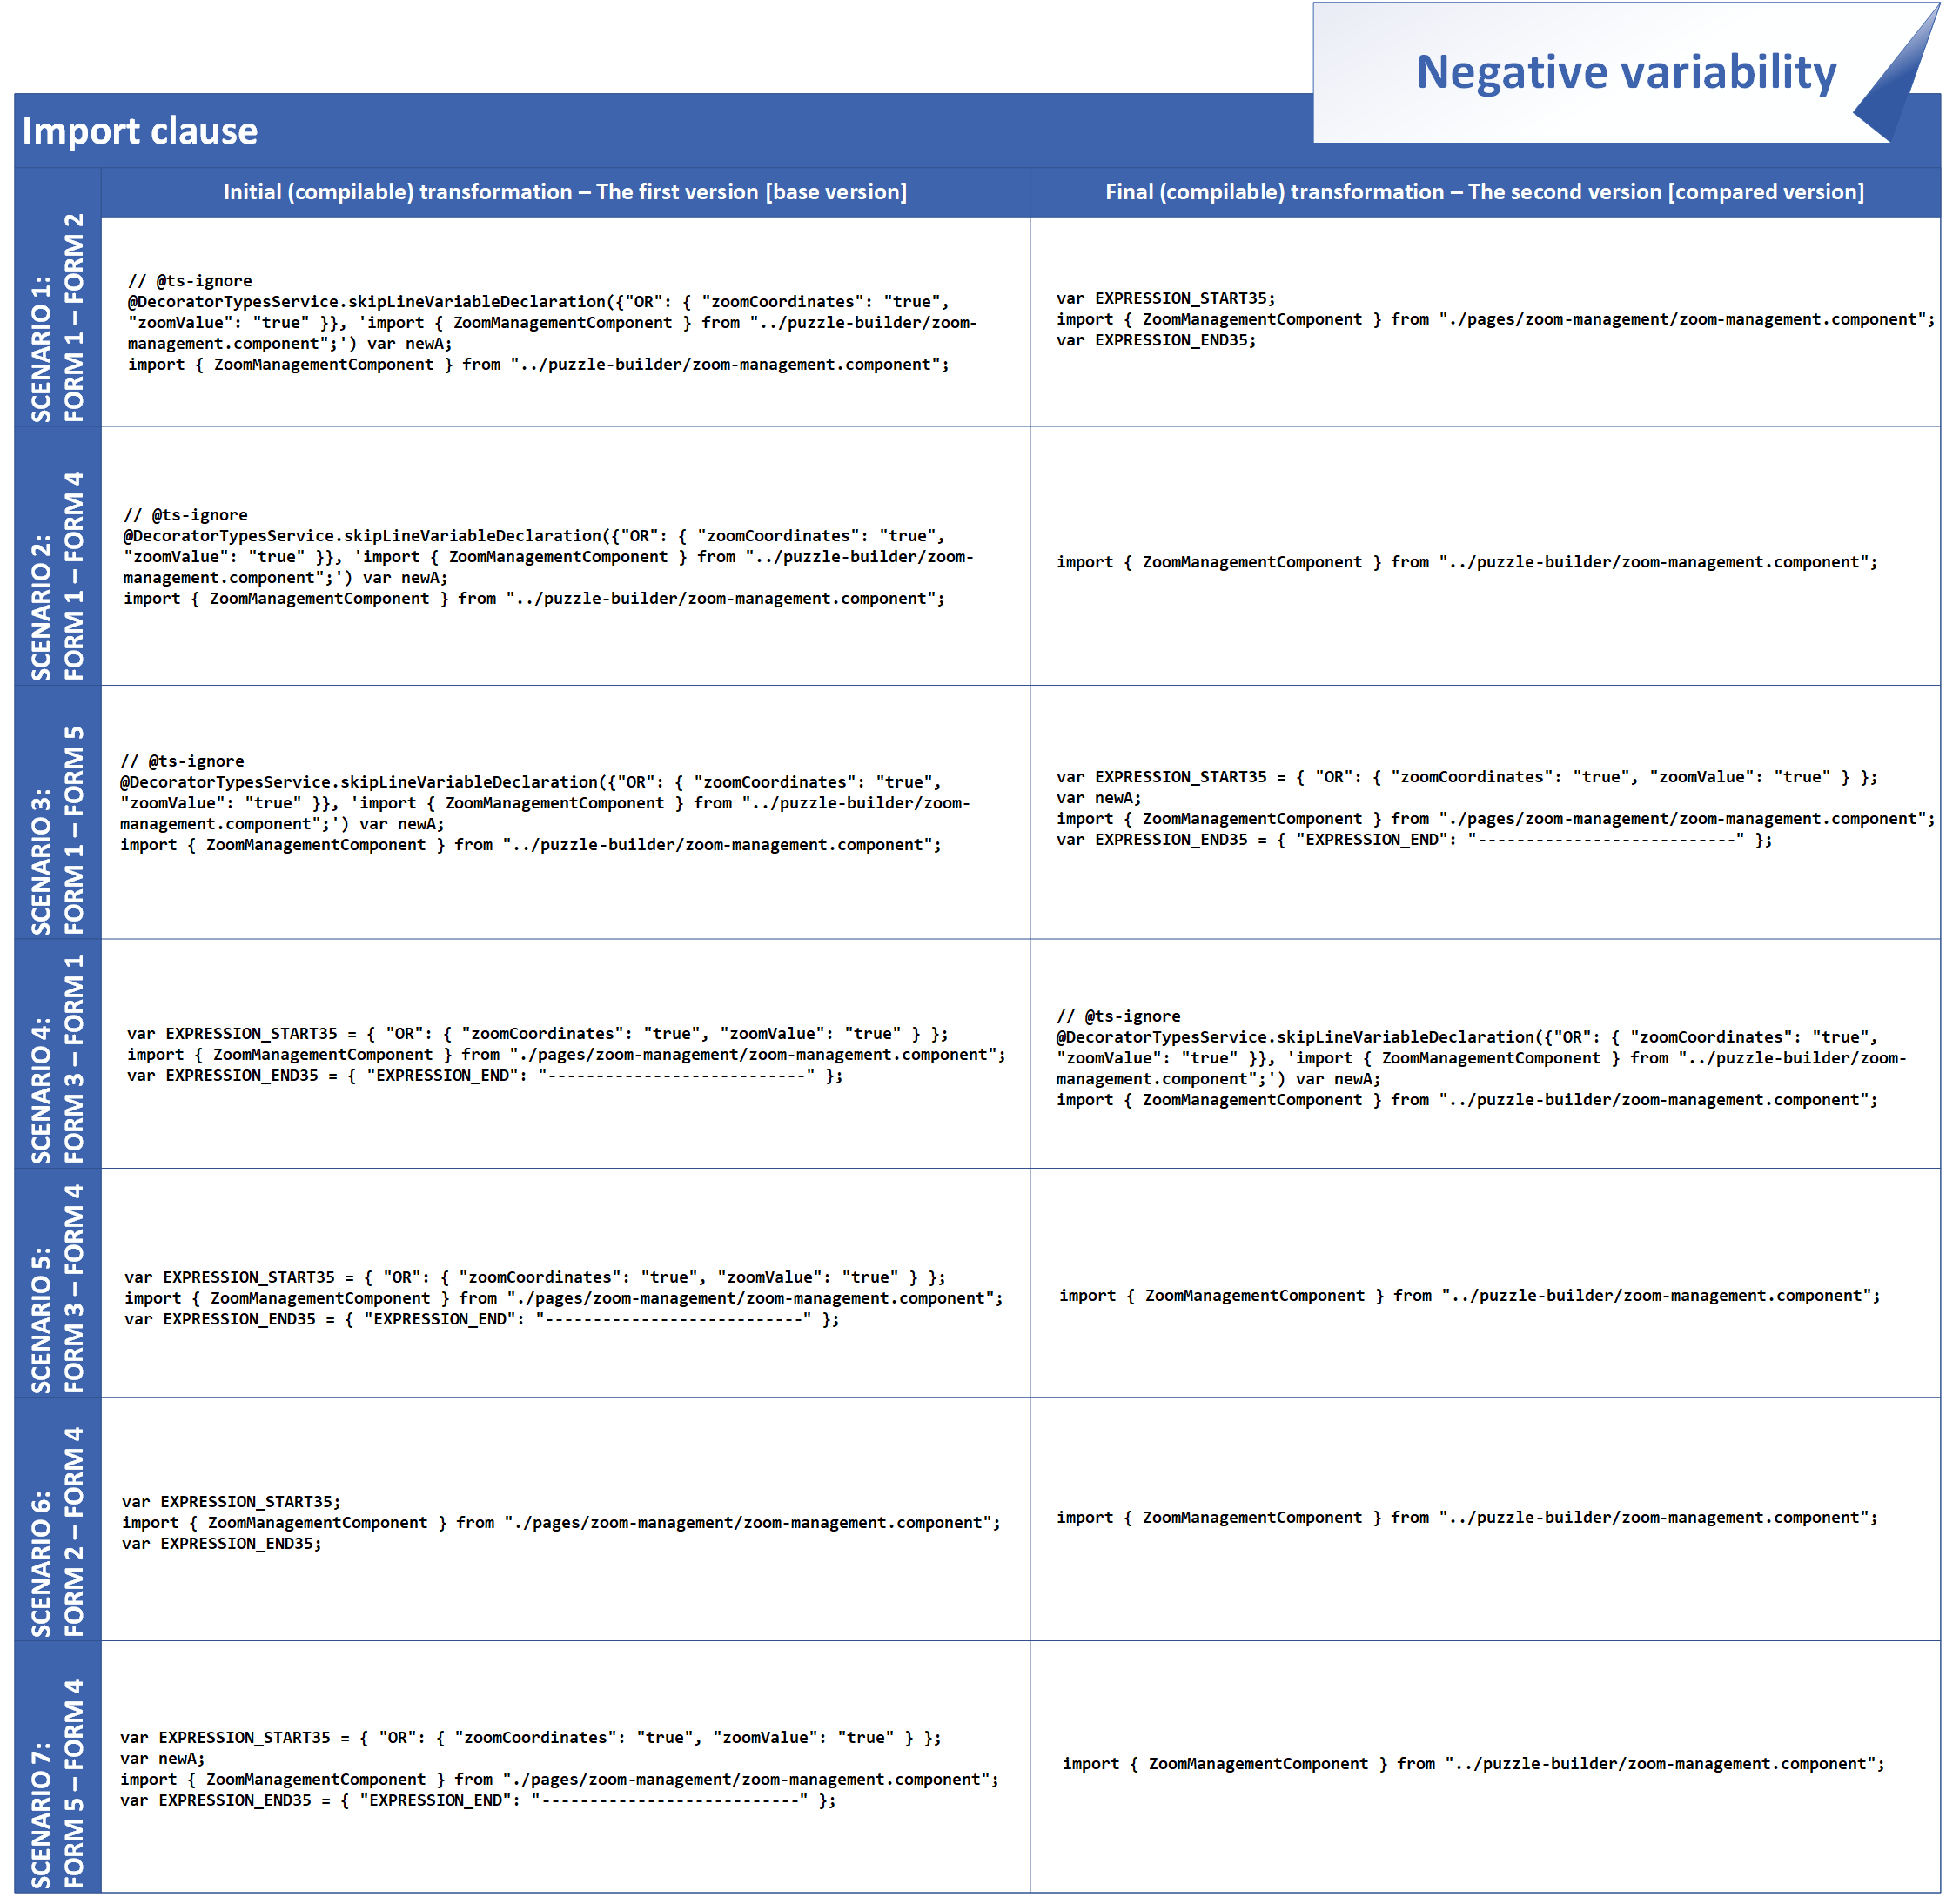 Negative variability
Import clause
Initial (compilable) transformation – The first version [base version]
Final (compilable) transformation – The second version [compared version]
SCENARIO 1:
FORM 1 – FORM 2
// @ts-ignore
@DecoratorTypesService.skipLineVariableDeclaration({"OR": { "zoomCoordinates": "true",
"zoomValue": "true" }}, 'import { ZoomManagementComponent } from "../puzzle-builder/zoom-
management.component";') var newA;
import { ZoomManagementComponent } from "../puzzle-builder/zoom-management.component";
var EXPRESSION_START35;
import { ZoomManagementComponent } from "./pages/zoom-management/zoom-management.component";
var EXPRESSION_END35;
SCENARIO 2:
FORM 1 – FORM 4
// @ts-ignore
@DecoratorTypesService.skipLineVariableDeclaration({"OR": { "zoomCoordinates": "true",
"zoomValue": "true" }}, 'import { ZoomManagementComponent } from "../puzzle-builder/zoom-
management.component";') var newA;
import { ZoomManagementComponent } from "../puzzle-builder/zoom-management.component";
import { ZoomManagementComponent } from "../puzzle-builder/zoom-management.component";
SCENARIO 3:
FORM 1 – FORM 5
// @ts-ignore
@DecoratorTypesService.skipLineVariableDeclaration({"OR": { "zoomCoordinates": "true",
"zoomValue": "true" }}, 'import { ZoomManagementComponent } from "../puzzle-builder/zoom-
management.component";') var newA;
import { ZoomManagementComponent } from "../puzzle-builder/zoom-management.component";
var EXPRESSION_START35 = { "OR": { "zoomCoordinates": "true", "zoomValue": "true" } };
var newA;
import { ZoomManagementComponent } from "./pages/zoom-management/zoom-management.component";
var EXPRESSION_END35 = { "EXPRESSION_END": "---------------------------" };
SCENARIO 4:
FORM 3 – FORM 1
var EXPRESSION_START35 = { "OR": { "zoomCoordinates": "true", "zoomValue": "true" } };
import { ZoomManagementComponent } from "./pages/zoom-management/zoom-management.component";
var EXPRESSION_END35 = { "EXPRESSION_END": "---------------------------" };
// @ts-ignore
@DecoratorTypesService.skipLineVariableDeclaration({"OR": { "zoomCoordinates": "true",
"zoomValue": "true" }}, 'import { ZoomManagementComponent } from "../puzzle-builder/zoom-
management.component";') var newA;
import { ZoomManagementComponent } from "../puzzle-builder/zoom-management.component";
SCENARIO 5:
FORM 3 – FORM 4
var EXPRESSION_START35 = { "OR": { "zoomCoordinates": "true", "zoomValue": "true" } };
import { ZoomManagementComponent } from "./pages/zoom-management/zoom-management.component";
var EXPRESSION_END35 = { "EXPRESSION_END": "---------------------------" };
import { ZoomManagementComponent } from "../puzzle-builder/zoom-management.component";
SCENARIO 6:
FORM 2 – FORM 4
var EXPRESSION_START35;
import { ZoomManagementComponent } from "./pages/zoom-management/zoom-management.component";
var EXPRESSION_END35;
import { ZoomManagementComponent } from "../puzzle-builder/zoom-management.component";
SCENARIO 7:
FORM 5 – FORM 4
var EXPRESSION_START35 = { "OR": { "zoomCoordinates": "true", "zoomValue": "true" } };
var newA;
import { ZoomManagementComponent } from "./pages/zoom-management/zoom-management.component";
var EXPRESSION_END35 = { "EXPRESSION_END": "---------------------------" };
import { ZoomManagementComponent } from "../puzzle-builder/zoom-management.component";